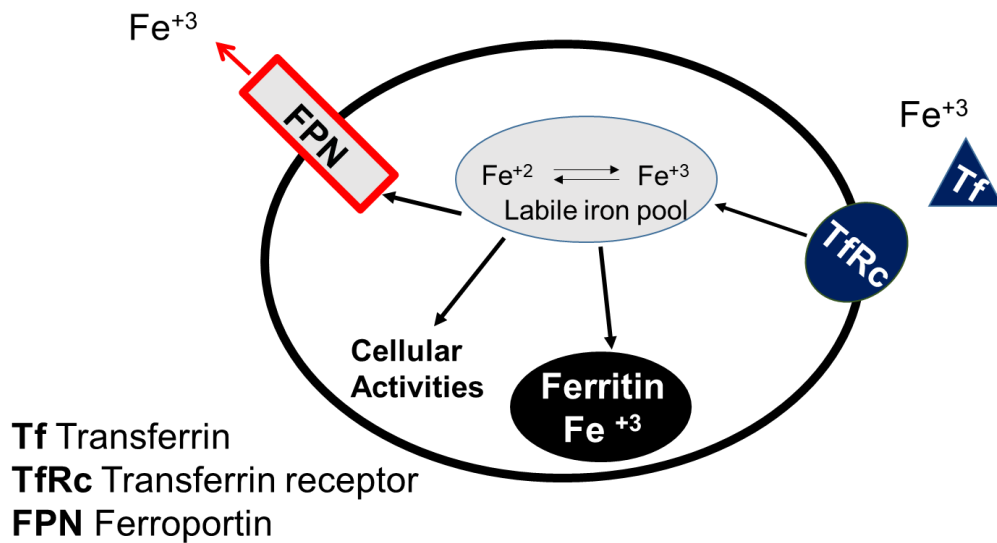 Fe+3
FPN
Fe+2 Fe+3
Labile iron pool
Fe+3
Tf
TfRc
Cellular
Activities
Ferritin
Fe +3
Tf Transferrin
TfRc Transferrin receptor
FPN Ferroportin